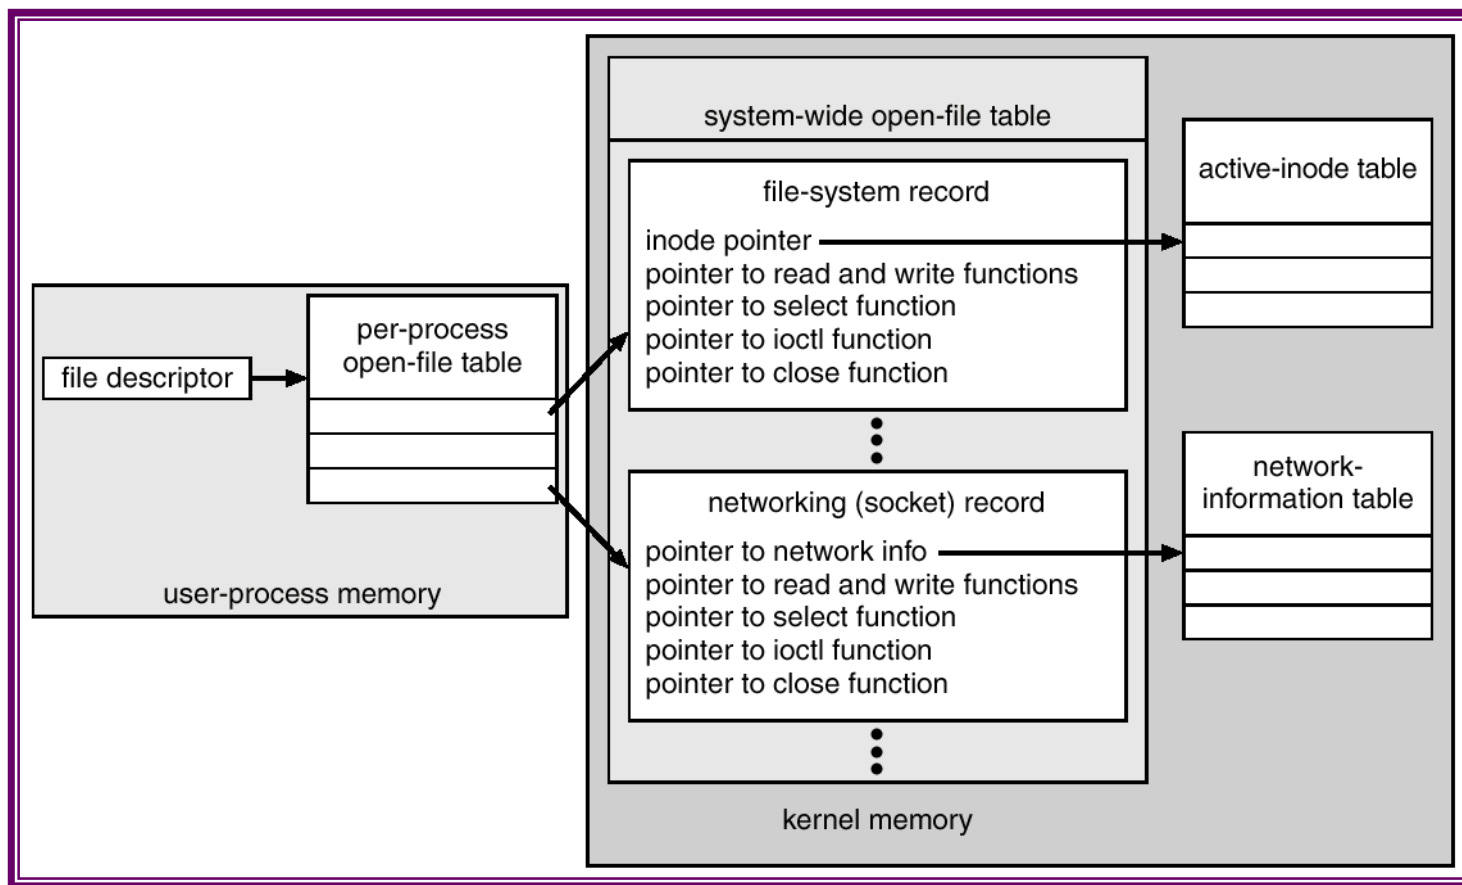 system-wide open-file table
file-system record
inode pointer
pointer to read and write functions
pointer to select function
pointer to ioctl function
pointer to close function
active-inode table
per-process
open-file table
file descriptor
user-process memory
networking (socket) record
pointer to network info
pointer to read and write functions
pointer to select function
pointer to ioctl function
pointer to close function
network-
information table
kernel memory